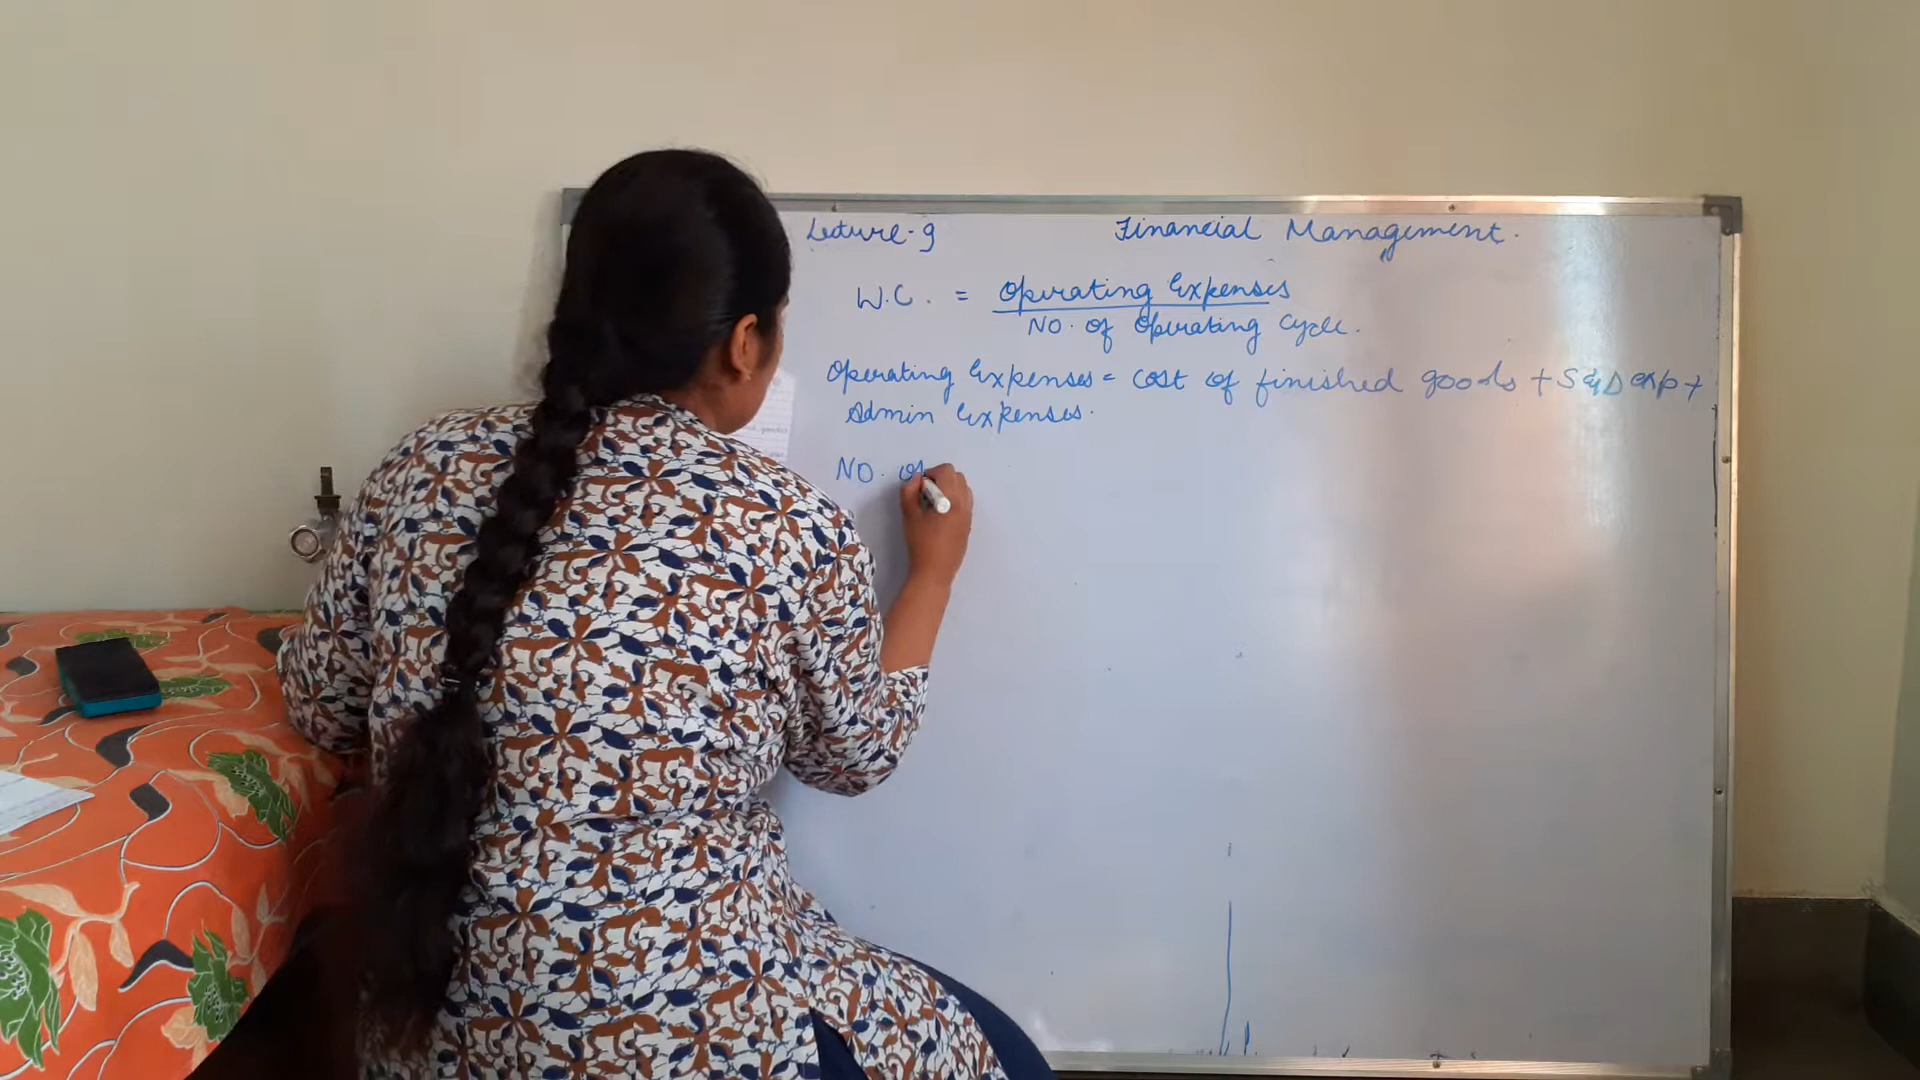 Lecture-9
Financial Management.
W.C. = Operating Expenses
No. of Operating Cycle.
Operating Expenses = cost of finished goods + S & D exp +
Admin Expenses.
No. of